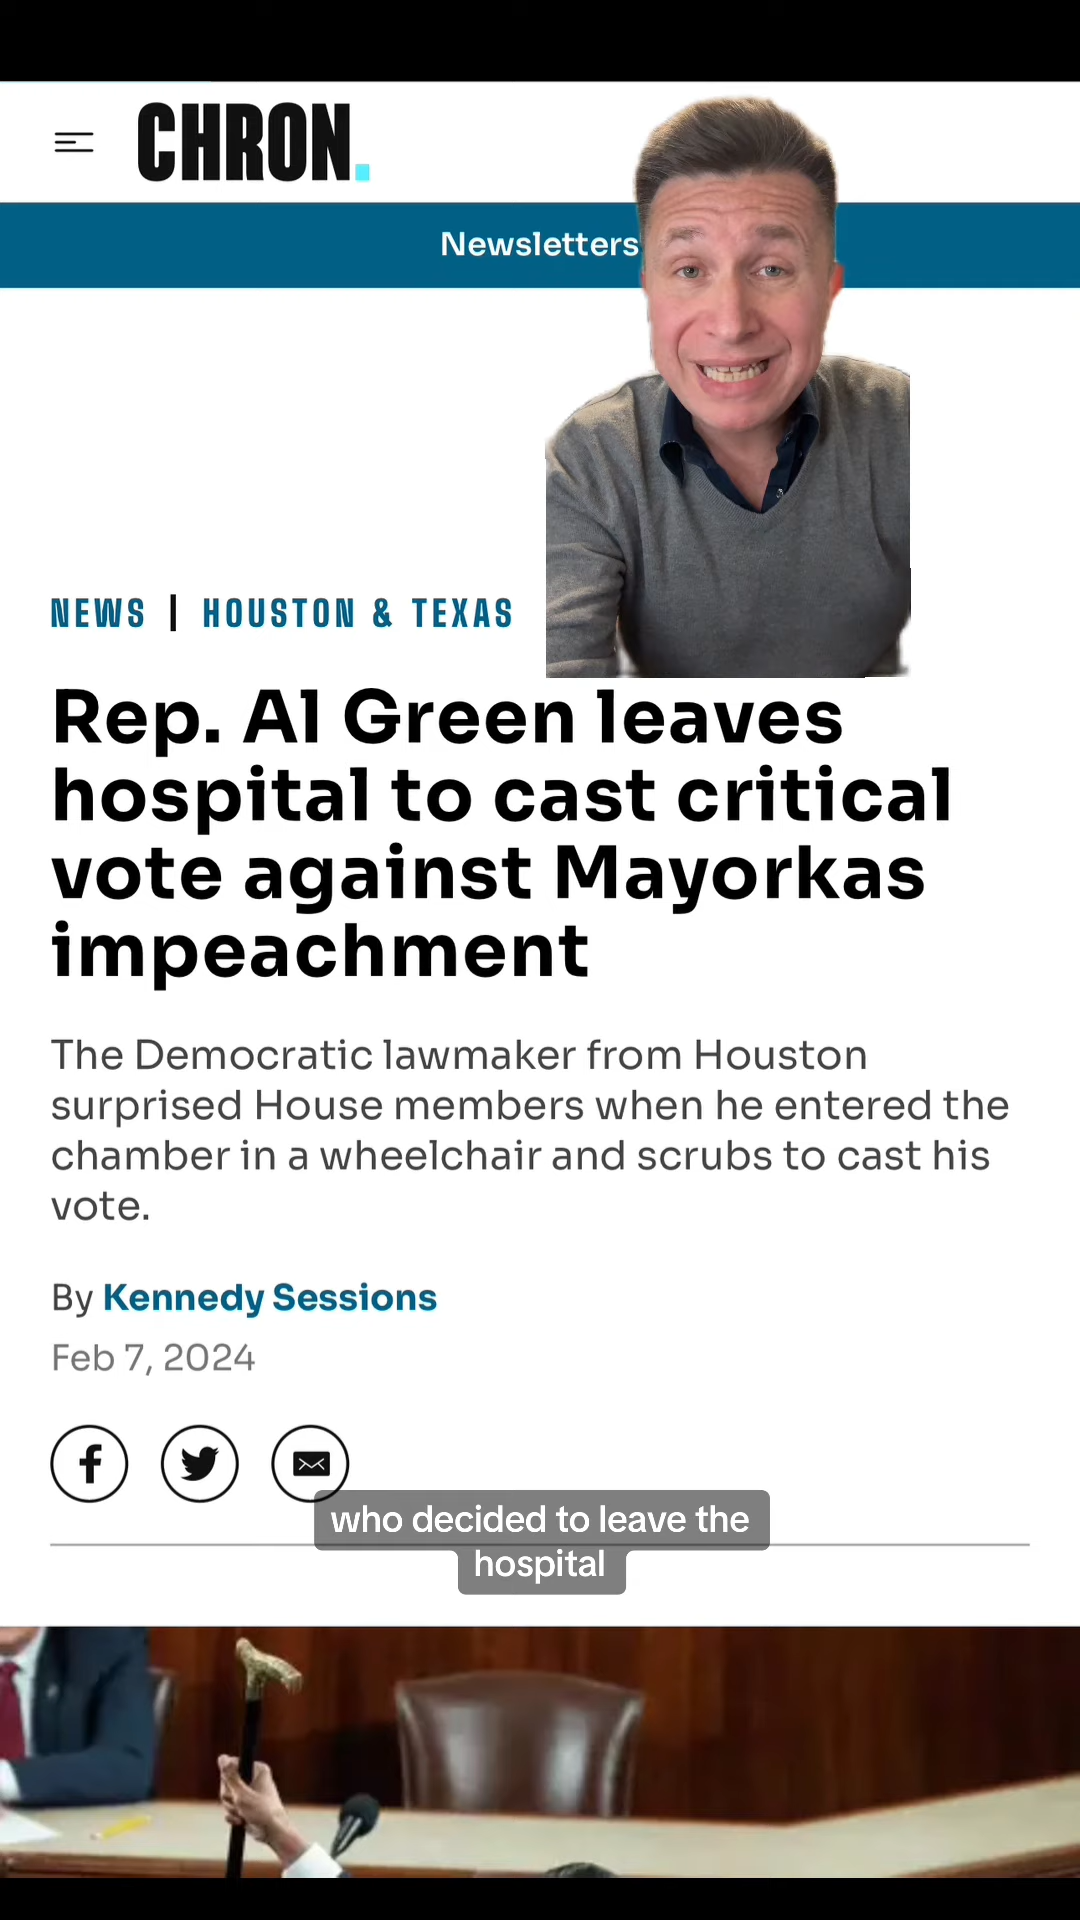 CHRON.
Newsletters
NEWS | HOUSTON & TEXAS
Rep. Al Green leaves
hospital to cast critical
vote against Mayorkas
impeachment
The Democratic lawmaker from Houston
surprised House members when he entered the
chamber in a wheelchair and scrubs to cast his
vote.
By Kennedy Sessions
Feb 7, 2024
who decided to leave the
hospital